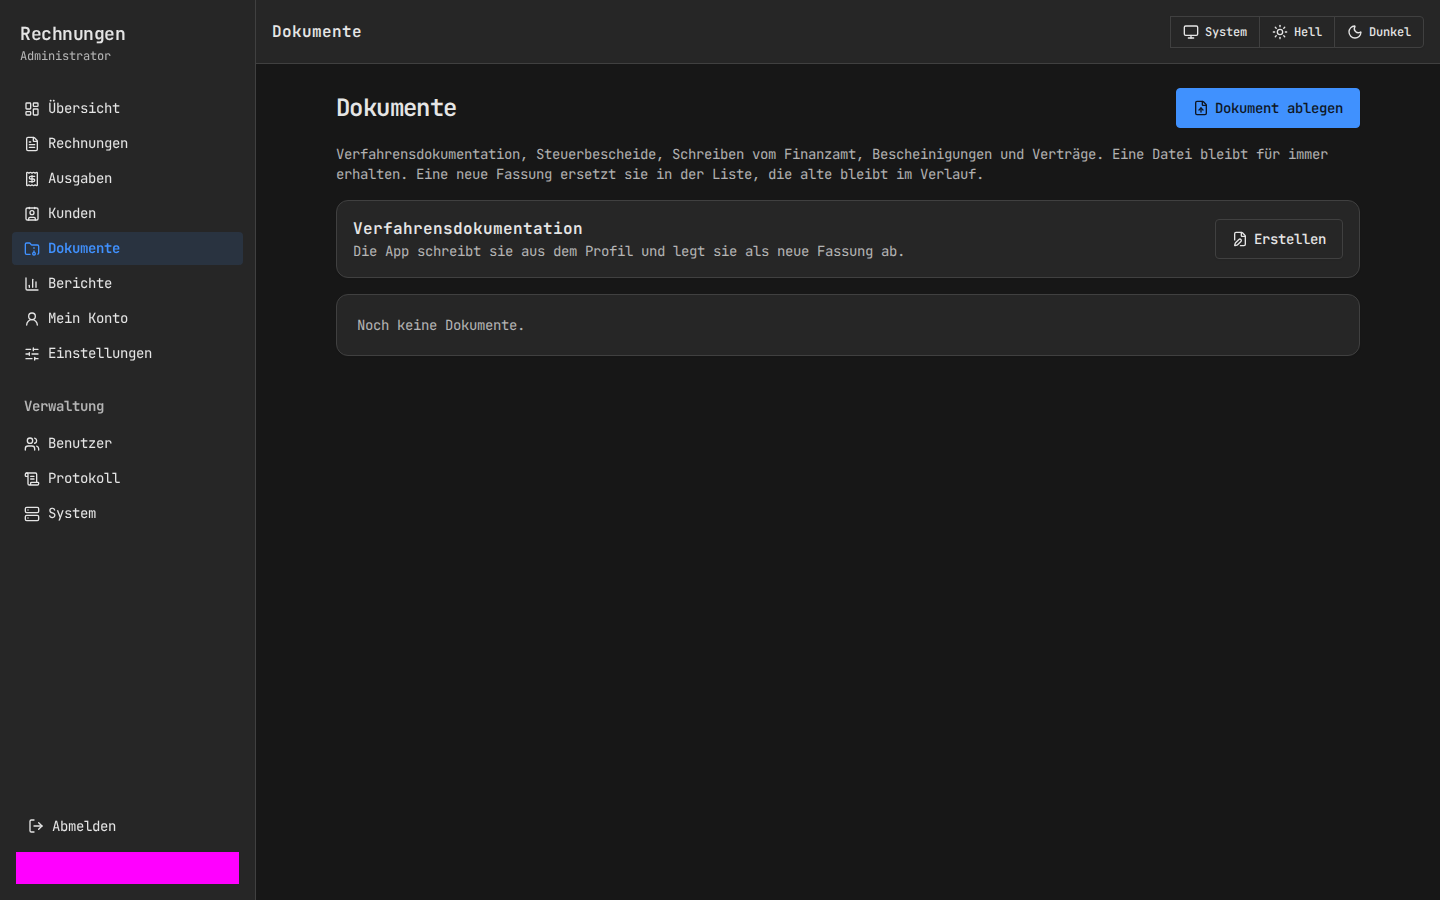 Rechnungen
Administrator
Übersicht
Rechnungen
Ausgaben
Kunden
Dokumente
Berichte
Mein Konto
Einstellungen
Verwaltung
Benutzer
Protokoll
System
Abmelden
Dokumente
System
Hell
Dunkel
Dokumente
Dokument ablegen
Verfahrensdokumentation, Steuerbescheide, Schreiben vom Finanzamt, Bescheinigungen und Verträge. Eine Datei bleibt für immer
erhalten. Eine neue Fassung ersetzt sie in der Liste, die alte bleibt im Verlauf.
Verfahrensdokumentation
Die App schreibt sie aus dem Profil und legt sie als neue Fassung ab.
Erstellen
Noch keine Dokumente.